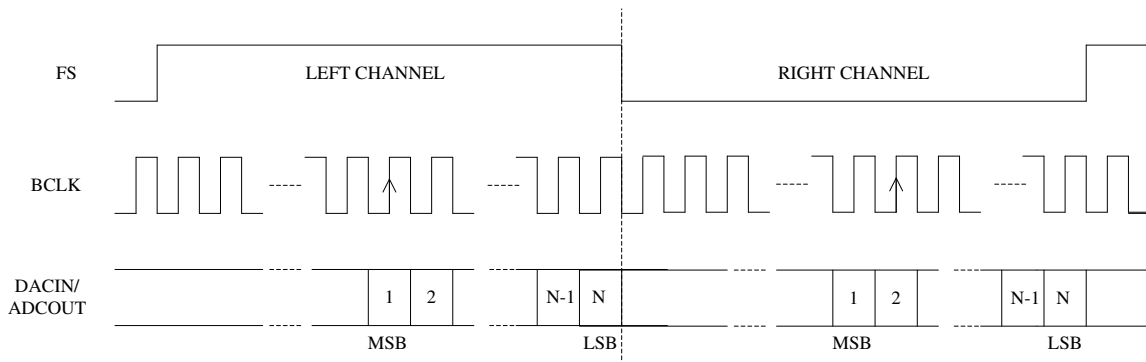 FS
LEFT CHANNEL
RIGHT CHANNEL
BCLK
DACIN/
ADCOUT
1 2 N-1 N 1 2 N-1 N
MSB LSB MSB LSB